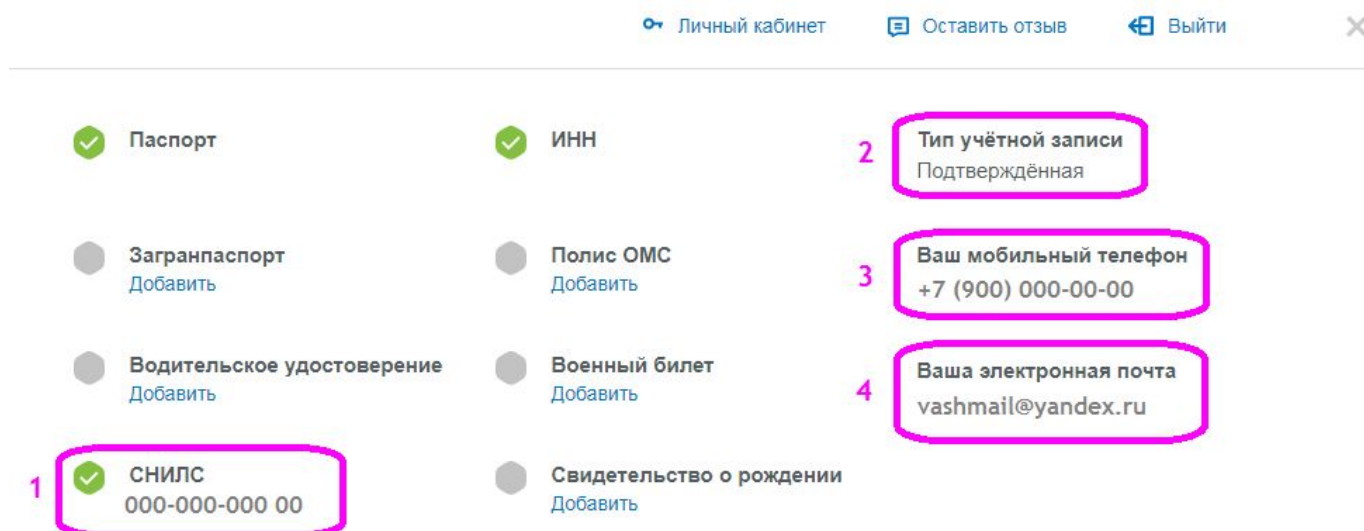 Личный кабинет Оставить отзыв Выйти
Паспорт ИНН 2 Тип учётной записи
Подтверждённая
Загранпаспорт Полис ОМС Ваш мобильный телефон
Добавить Добавить 3 +7 (900) 000-00-00
Водительское удостоверение Военный билет Ваша электронная почта
Добавить Добавить 4 vashmail@yandex.ru
1 СНИЛС Свидетельство о рождении
000-000-000 00 Добавить